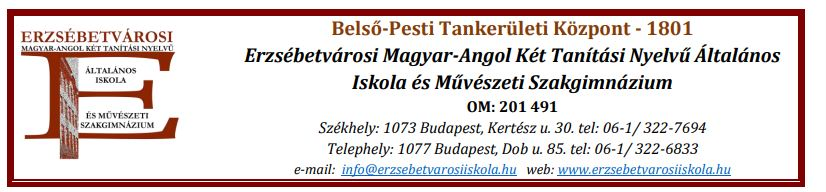 ERZSÉBETVÁROSI
MAGYAR-ANGOL KÉT TANÍTÁSI NYELVŰ
ÁLTALÁNOS
ISKOLA
ÉS MŰVÉSZETI
SZAKGIMNÁZIUM
Belső-Pesti Tankerületi Központ - 1801
Erzsébetvárosi Magyar-Angol Két Tanítási Nyelvű Általános
Iskola és Művészeti Szakgimnázium
OM: 201 491
Székhely: 1073 Budapest, Kertész u. 30. tel: 06-1/ 322-7694
Telephely: 1077 Budapest, Dob u. 85. tel: 06-1/ 322-6833
e-mail: info@erzsebetvarosiiskola.hu web: www.erzsebetvarosiiskola.hu